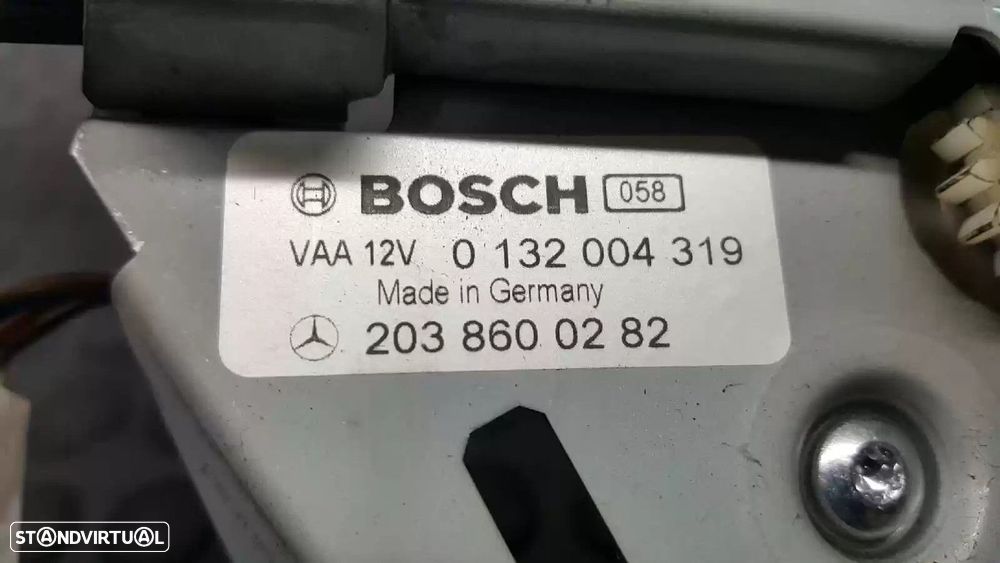 BOSCH 058
VAA 12V 0 132 004 319
Made in Germany
203 860 02 82
STANDVIRTUAL